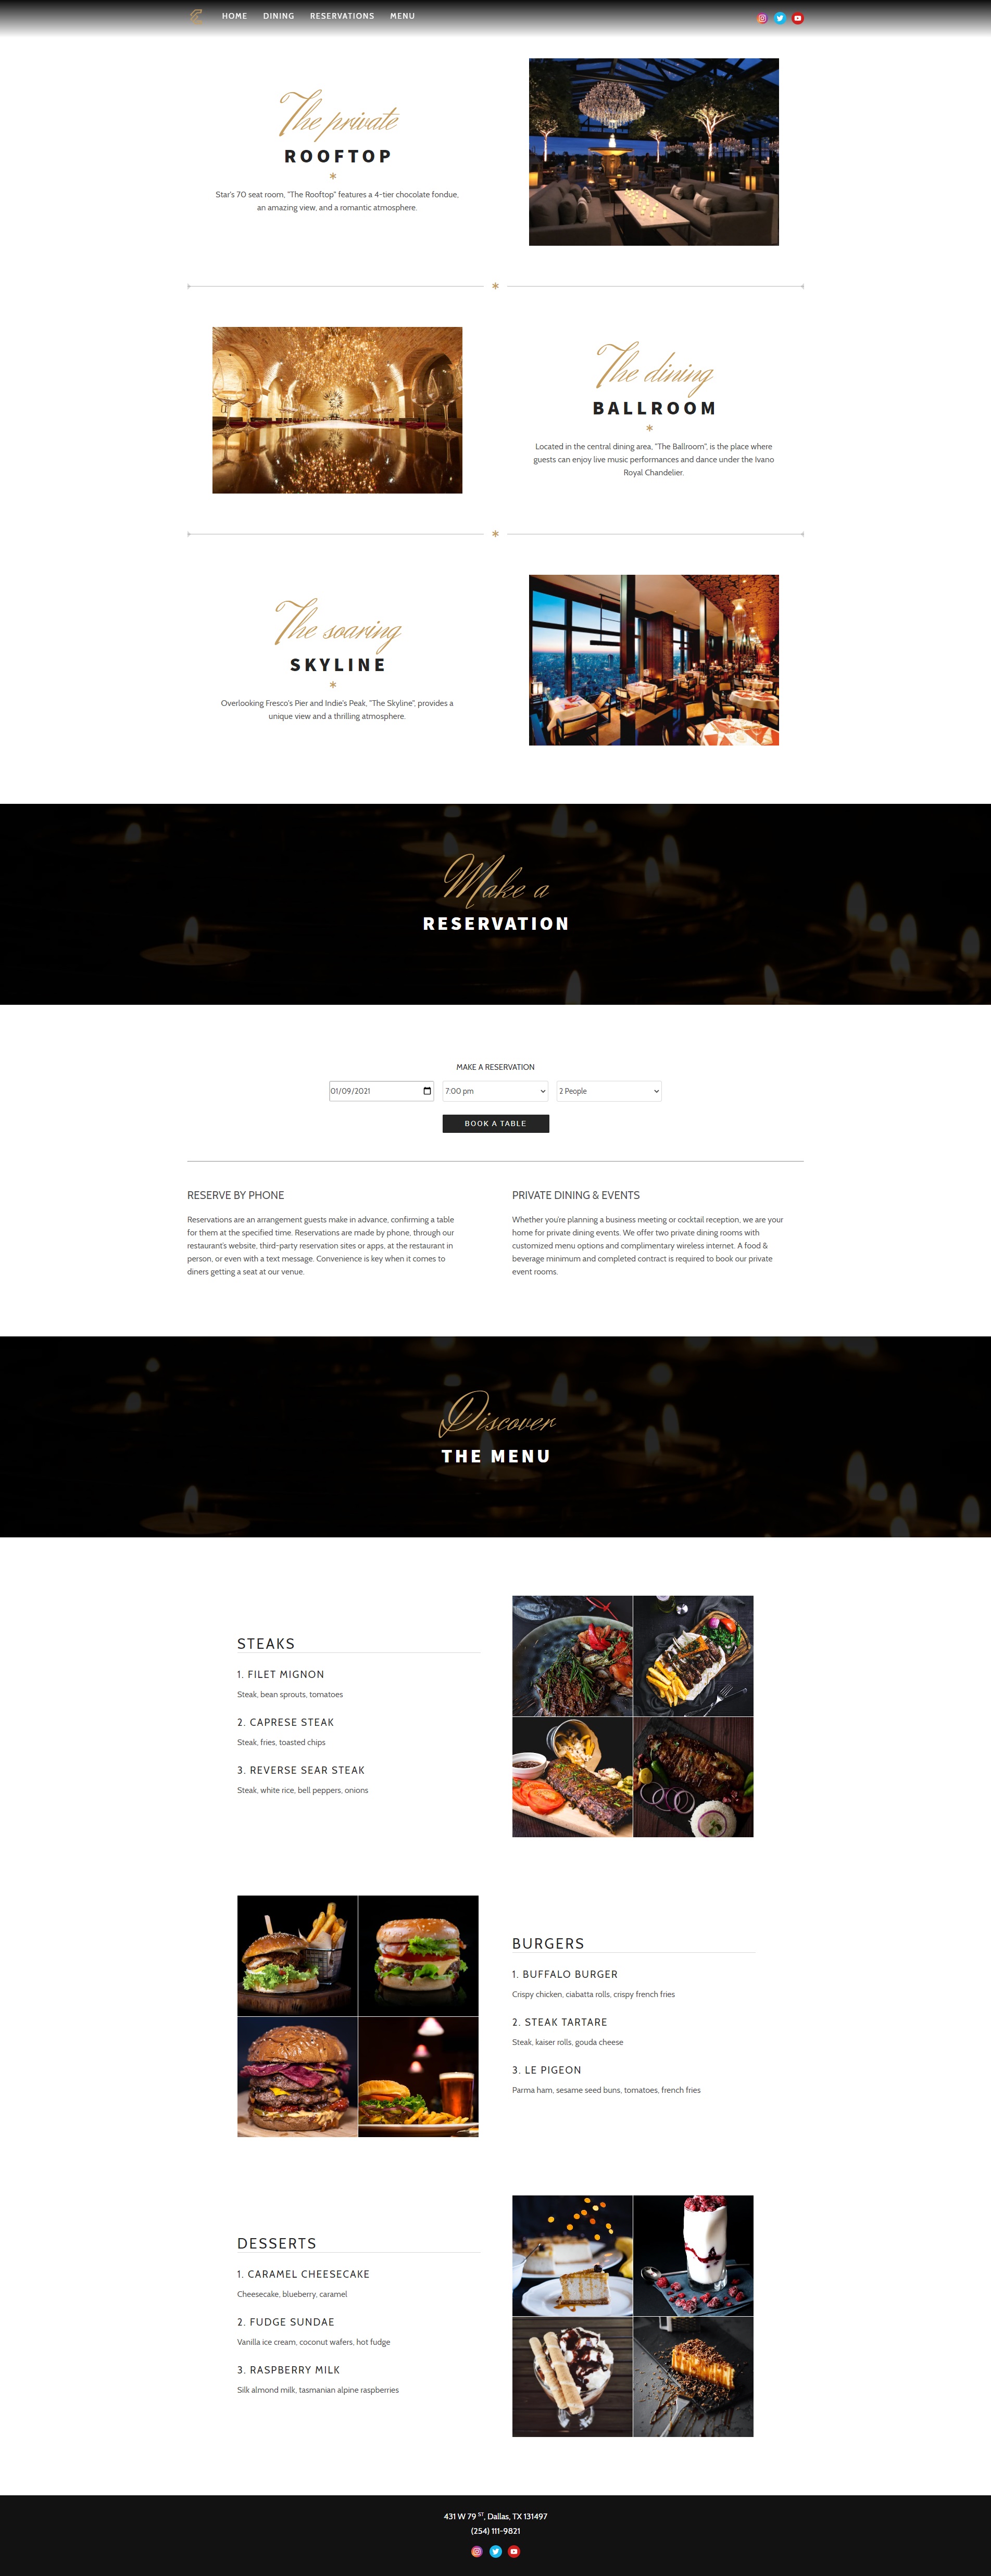 HOME DINING RESERVATIONS MENU
The private
ROOFTOP
*
Star's 70 seat room, "The Rooftop" features a 4-tier chocolate fondue,
an amazing view, and a romantic atmosphere.
*
The dining
BALLROOM
*
Located in the central dining area, "The Ballroom", is the place where
guests can enjoy live music performances and dance under the Ivano
Royal Chandelier.
*
The soaring
SKYLINE
*
Overlooking Fresco's Pier and Indie's Peak, "The Skyline", provides a
unique view and a thrilling atmosphere.
Make a
RESERVATION
MAKE A RESERVATION
01/09/2021
7:00 pm
2 People
BOOK A TABLE
RESERVE BY PHONE
Reservations are an arrangement guests make in advance, confirming a table
for them at the specified time. Reservations are made by phone, through our
restaurant's website, third-party reservation sites or apps, at the restaurant in
person, or even with a text message. Convenience is key when it comes to
diners getting a seat at our venue.
PRIVATE DINING & EVENTS
Whether you're planning a business meeting or cocktail reception, we are your
home for private dining events. We offer two private dining rooms with
customized menu options and complimentary wireless internet. A food &
beverage minimum and completed contract is required to book our private
event rooms.
Discover
THE MENU
STEAKS
1. FILET MIGNON
Steak, bean sprouts, tomatoes
2. CAPRESE STEAK
Steak, fries, toasted chips
3. REVERSE SEAR STEAK
Steak, white rice, bell peppers, onions
BURGERS
1. BUFFALO BURGER
Crispy chicken, ciabatta rolls, crispy french fries
2. STEAK TARTARE
Steak, kaiser rolls, gouda cheese
3. LE PIGEON
Parma ham, sesame seed buns, tomatoes, french fries
DESSERTS
1. CARAMEL CHEESECAKE
Cheesecake, blueberry, caramel
2. FUDGE SUNDAE
Vanilla ice cream, coconut wafers, hot fudge
3. RASPBERRY MILK
Silk almond milk, tasmanian alpine raspberries
431 W 79 ST, Dallas, TX 131497
(254) 111-9821